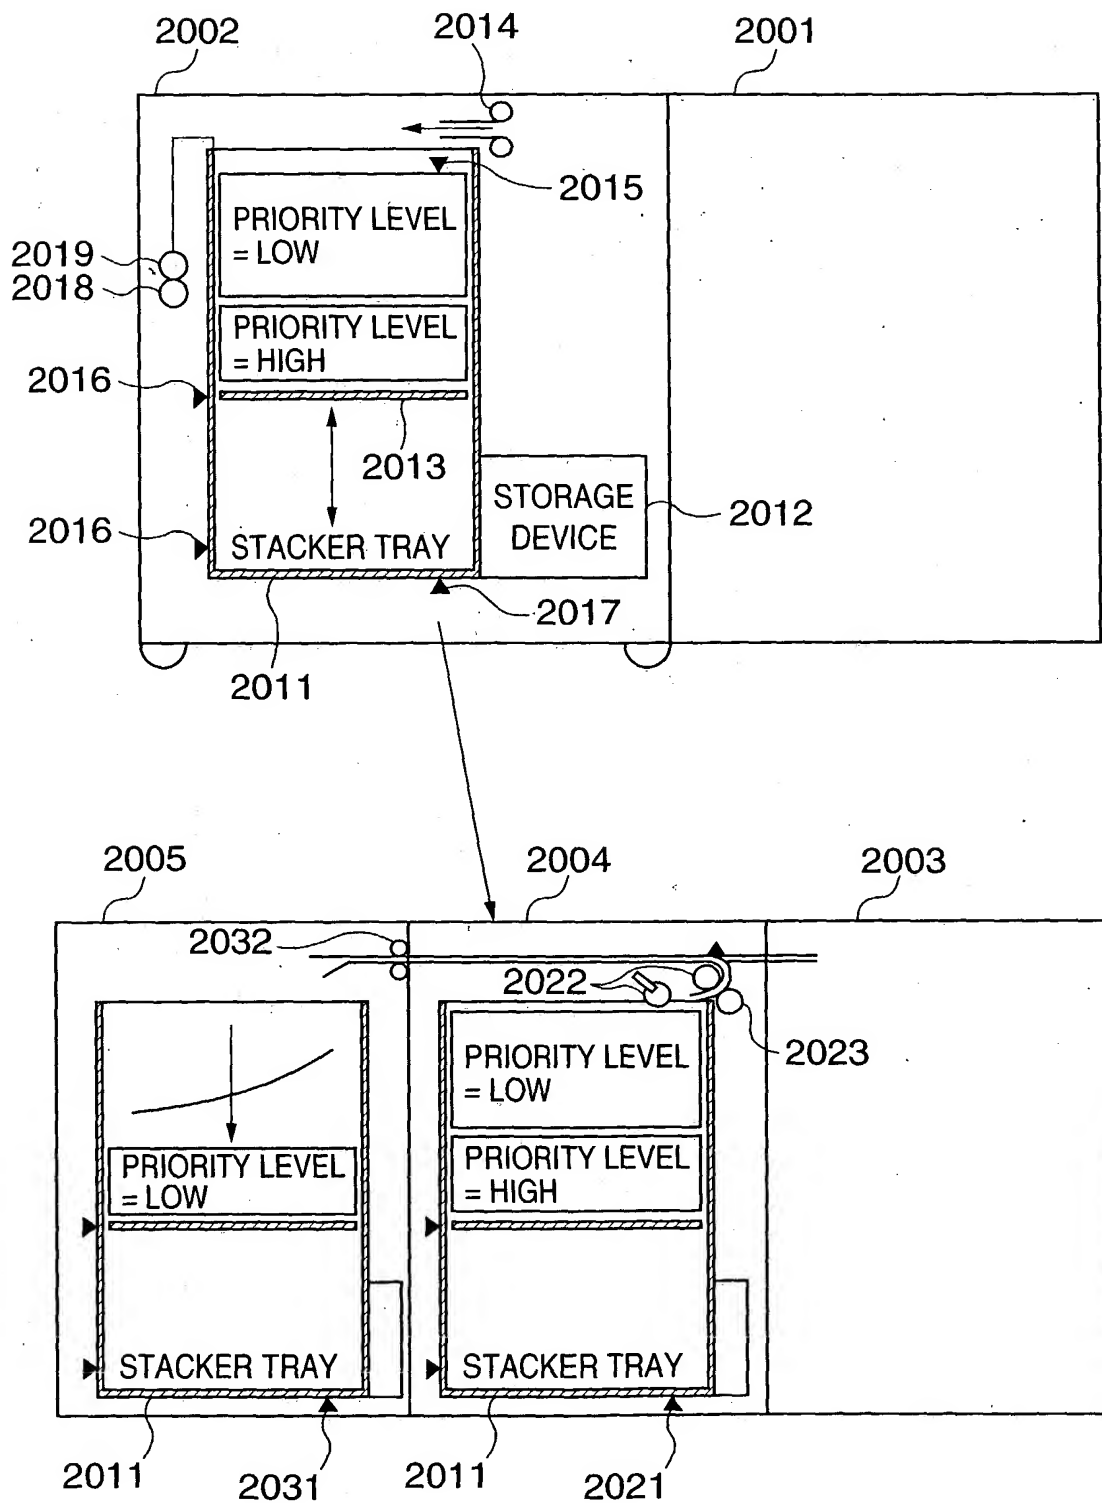 2002
2014
2001
2015
PRIORITY LEVEL
= LOW
2019
2018
PRIORITY LEVEL
= HIGH
2016
2013
STORAGE
DEVICE
2012
2016
STACKER TRAY
2017
2011
2005
2004
2003
2032
2022
2023
PRIORITY LEVEL
= LOW
PRIORITY LEVEL
= LOW
PRIORITY LEVEL
= HIGH
STACKER TRAY
STACKER TRAY
2011
2031
2011
2021